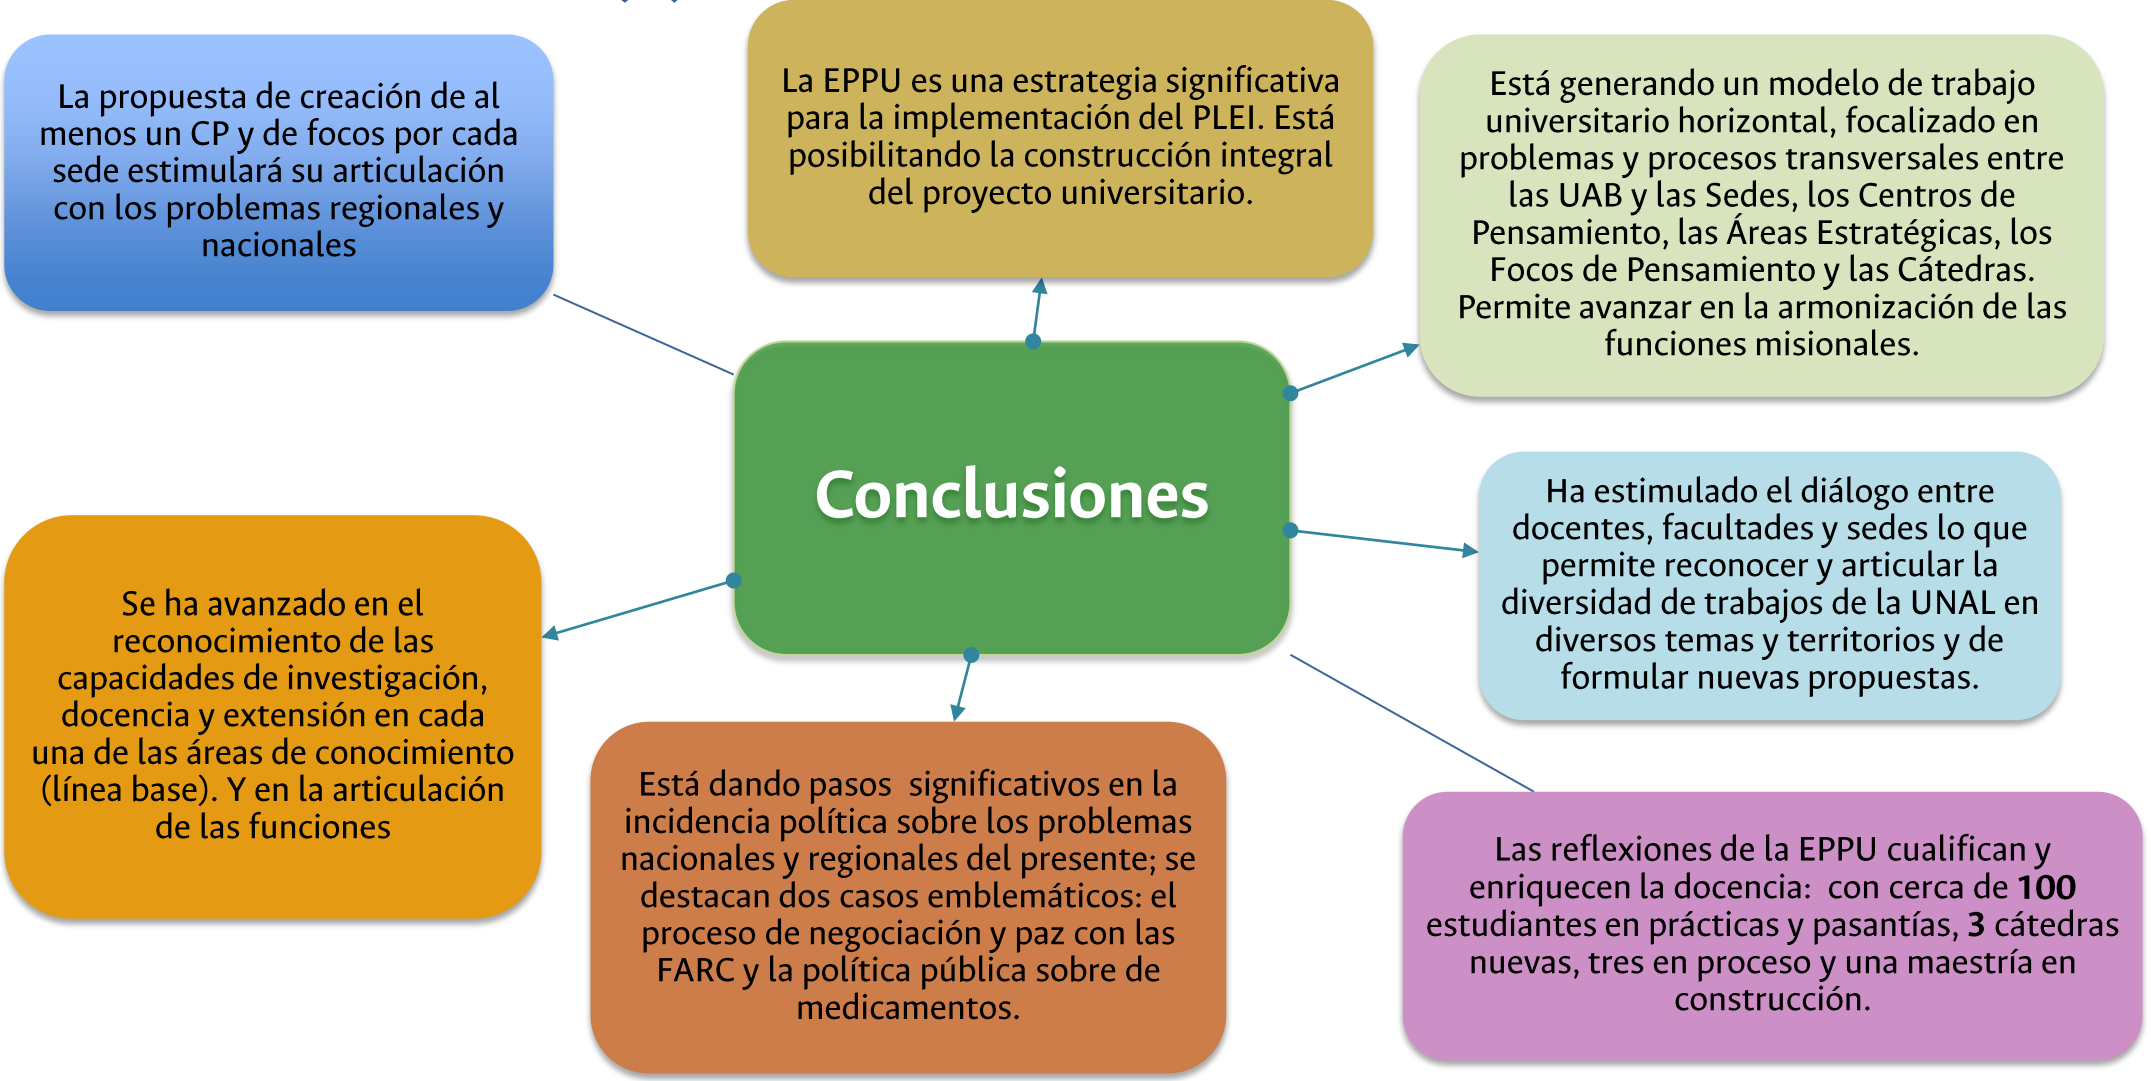 La propuesta de creación de al
menos un CP y de focos por cada
sede estimulará su articulación
con los problemas regionales y
nacionales
La EPPU es una estrategia significativa
para la implementación del PLEI. Está
posibilitando la construcción integral
del proyecto universitario.
Está generando un modelo de trabajo
universitario horizontal, focalizado en
problemas y procesos transversales entre
las UAB y las Sedes, los Centros de
Pensamiento, las Áreas Estratégicas, los
Focos de Pensamiento y las Cátedras.
Permite avanzar en la armonización de las
funciones misionales.
Conclusiones
Ha estimulado el diálogo entre
docentes, facultades y sedes lo que
permite reconocer y articular la
diversidad de trabajos de la UNAL en
diversos temas y territorios y de
formular nuevas propuestas.
Se ha avanzado en el
reconocimiento de las
capacidades de investigación,
docencia y extensión en cada
una de las áreas de conocimiento
(línea base). Y en la articulación
de las funciones
Está dando pasos  significativos en la
incidencia política sobre los problemas
nacionales y regionales del presente; se
destacan dos casos emblemáticos: el
proceso de negociación y paz con las
FARC y la política pública sobre de
medicamentos.
Las reflexiones de la EPPU cualifican y
enriquecen la docencia:  con cerca de 100
estudiantes en prácticas y pasantías, 3 cátedras
nuevas, tres en proceso y una maestría en
construcción.